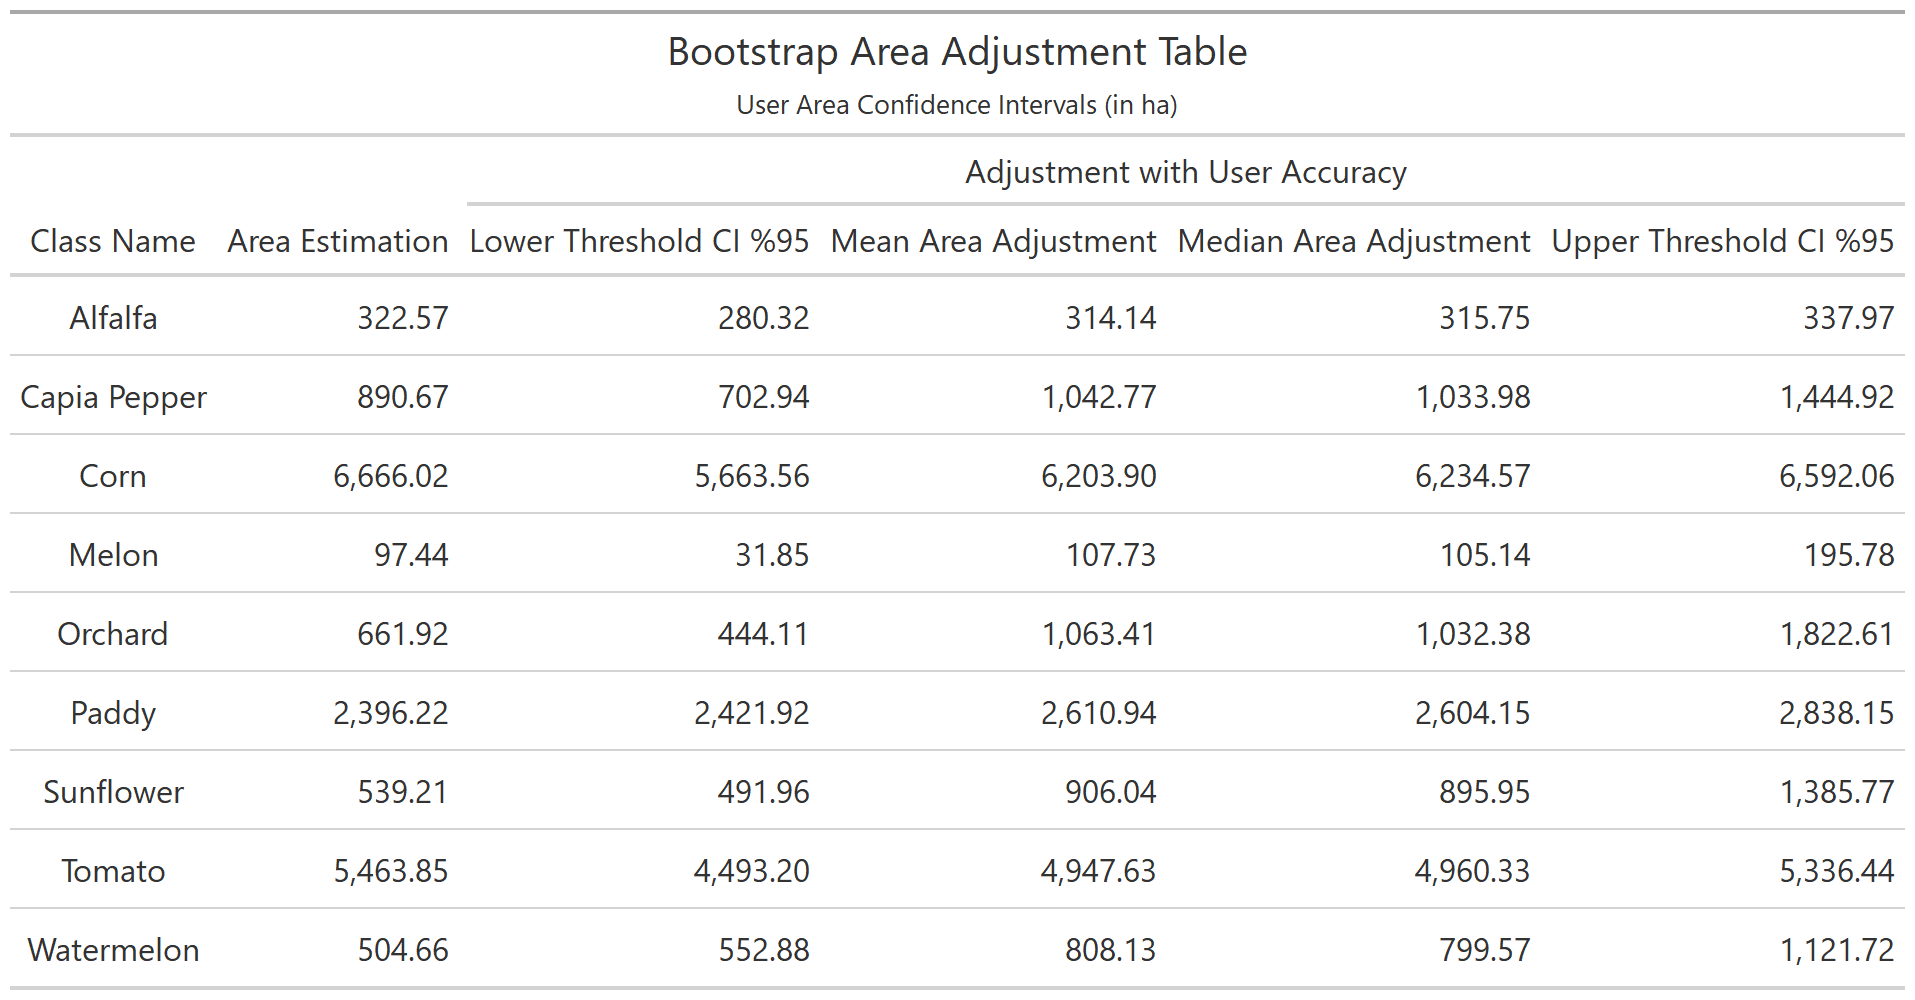 Bootstrap Area Adjustment Table
User Area Confidence Intervals (in ha)
Adjustment with User Accuracy
Class Name Area Estimation Lower Threshold CI %95 Mean Area Adjustment Median Area Adjustment Upper Threshold CI %95
Alfalfa 322.57 280.32 314.14 315.75 337.97
Capia Pepper 890.67 702.94 1,042.77 1,033.98 1,444.92
Corn 6,666.02 5,663.56 6,203.90 6,234.57 6,592.06
Melon 97.44 31.85 107.73 105.14 195.78
Orchard 661.92 444.11 1,063.41 1,032.38 1,822.61
Paddy 2,396.22 2,421.92 2,610.94 2,604.15 2,838.15
Sunflower 539.21 491.96 906.04 895.95 1,385.77
Tomato 5,463.85 4,493.20 4,947.63 4,960.33 5,336.44
Watermelon 504.66 552.88 808.13 799.57 1,121.72